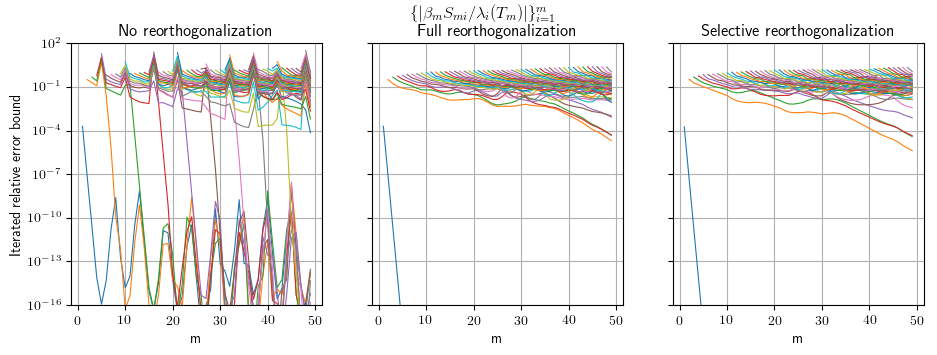 {|β_m S_{mi}/λ_i(T_m)|}_{i=1}^m
No reorthogonalization
Full reorthogonalization
Selective reorthogonalization
Iterated relative error bound
10^2
10^{-1}
10^{-4}
10^{-7}
10^{-10}
10^{-13}
10^{-16}
0 10 20 30 40 50
0 10 20 30 40 50
0 10 20 30 40 50
m
m
m